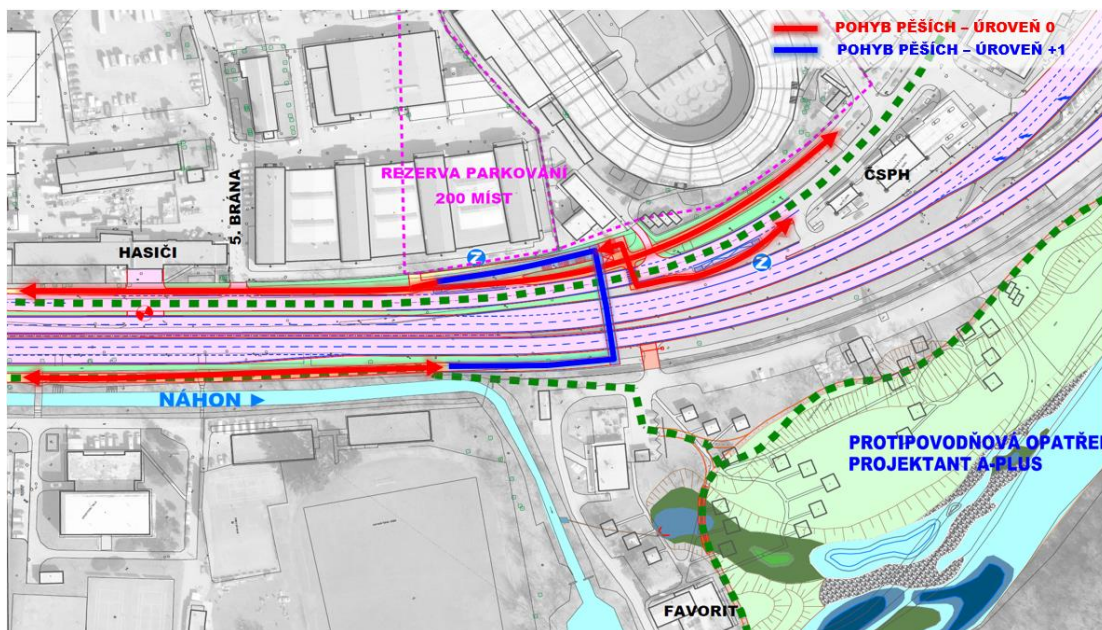 POHYB PĚŠÍCH – ÚROVEŇ 0
POHYB PĚŠÍCH – ÚROVEŇ +1
ČSPH
REZERVA PARKOVÁNÍ
200 MÍST
5. BRÁNA
HASIČI
Z
Z
NÁHON ►
PROTIPOVODŇOVÁ OPATŘE
PROJEKTANT A-PLUS
FAVORIT